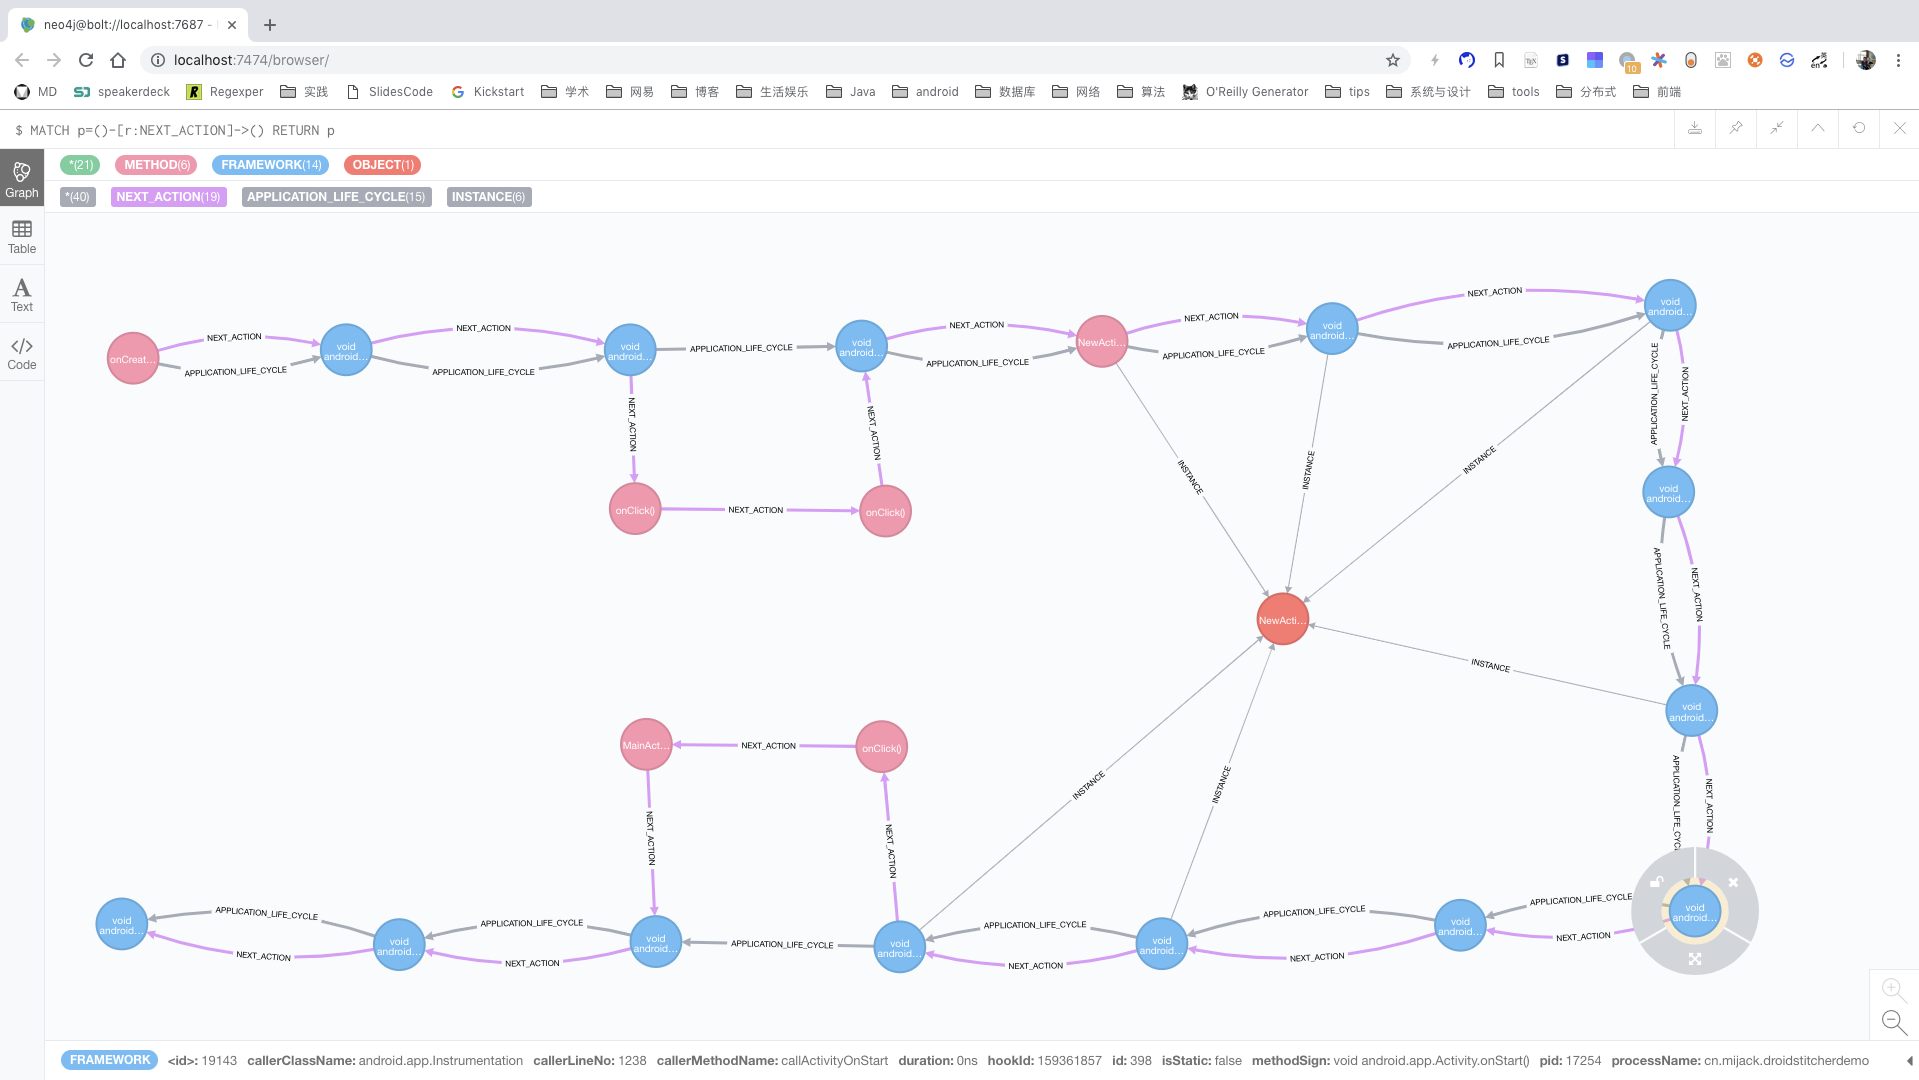 neo4j@bolt://localhost:7687 -
localhost:7474/browser/
10
en
MD speakerdeck Regexper 实践 SlidesCode Kickstart 学术 网易 博客 生活娱乐 Java android 数据库 网络 算法 O'Reilly Generator tips 系统与设计 tools 分布式 前端
$ MATCH p=()-[r:NEXT_ACTION]->() RETURN p
*(21) METHOD(6) FRAMEWORK(14) OBJECT(1)
*(40) NEXT_ACTION(19) APPLICATION_LIFE_CYCLE(15) INSTANCE(6)
Graph
Table
Text
Code
onCreat...
NEXT_ACTION
APPLICATION_LIFE_CYCLE
void
android....
NEXT_ACTION
APPLICATION_LIFE_CYCLE
void
android....
APPLICATION_LIFE_CYCLE
void
android....
NEXT_ACTION
APPLICATION_LIFE_CYCLE
NewActi...
NEXT_ACTION
APPLICATION_LIFE_CYCLE
void
android....
NEXT_ACTION
APPLICATION_LIFE_CYCLE
void
android....
NEXT_ACTION
onClick()
NEXT_ACTION
onClick()
NEXT_ACTION
INSTANCE
INSTANCE
INSTANCE
APPLICATION_LIFE_CYCLE
NEXT_ACTION
void
android....
APPLICATION_LIFE_CYCLE
NEXT_ACTION
NewActi...
INSTANCE
void
android....
APPLICATION_LIFE_CYC
NEXT_ACTION
MainAct...
NEXT_ACTION
onClick()
INSTANCE
INSTANCE
NEXT_ACTION
NEXT_ACTION
void
android....
APPLICATION_LIFE_CYCLE
NEXT_ACTION
void
android....
APPLICATION_LIFE_CYCLE
NEXT_ACTION
void
android....
APPLICATION_LIFE_CYCLE
void
android....
APPLICATION_LIFE_CYCLE
NEXT_ACTION
void
android....
APPLICATION_LIFE_CYCLE
NEXT_ACTION
void
android....
APPLICATION_LIFE_CYCLE
NEXT_ACTION
void
android....
FRAMEWORK <id>: 19143 callerClassName: android.app.Instrumentation callerLineNo: 1238 callerMethodName: callActivityOnStart duration: 0ns hookId: 159361857 id: 398 isStatic: false methodSign: void android.app.Activity.onStart() pid: 17254 processName: cn.mijack.droidstitcherdemo